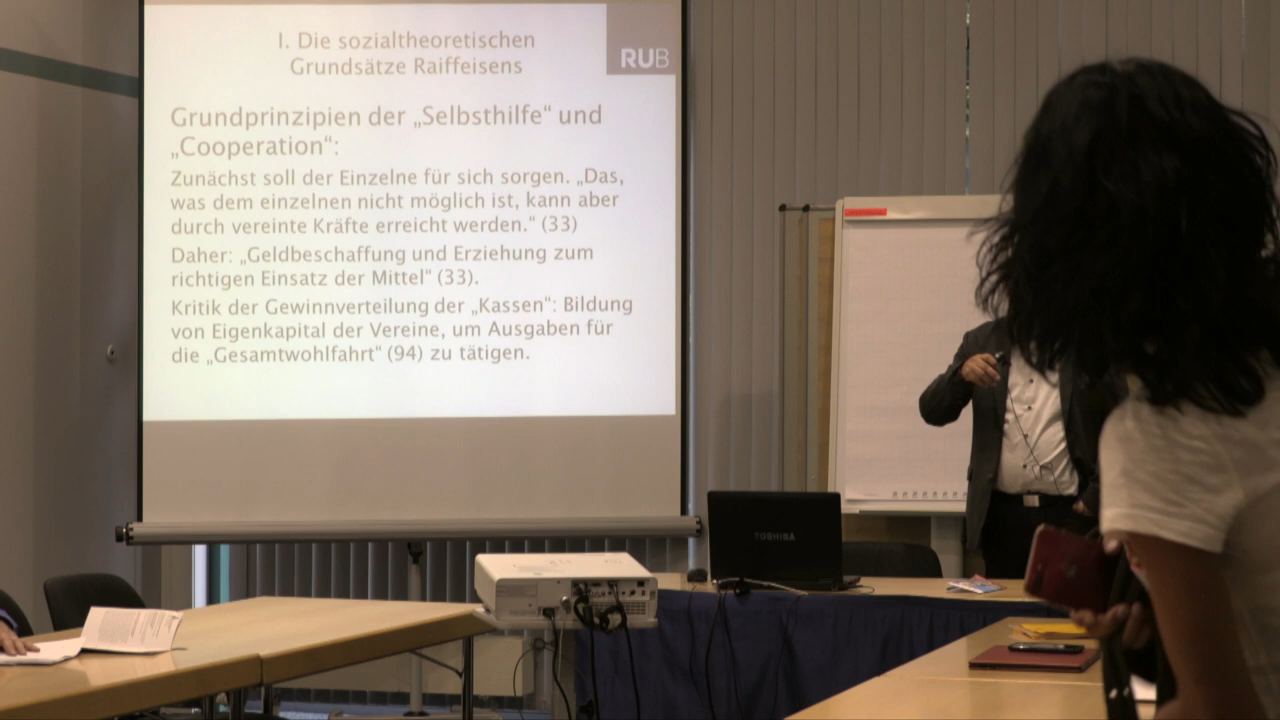 I. Die sozialtheoretischen
Grundsätze Raiffeisens
RUB
Grundprinzipien der „Selbsthilfe“ und
„Cooperation“:
Zunächst soll der Einzelne für sich sorgen. „Das,
was dem einzelnen nicht möglich ist, kann aber
durch vereinte Kräfte erreicht werden.“ (33)
Daher: „Geldbeschaffung und Erziehung zum
richtigen Einsatz der Mittel“ (33).
Kritik der Gewinnverteilung der „Kassen“: Bildung
von Eigenkapital der Vereine, um Ausgaben für
die „Gesamtwohlfahrt“ (94) zu tätigen.
TOSHIBA